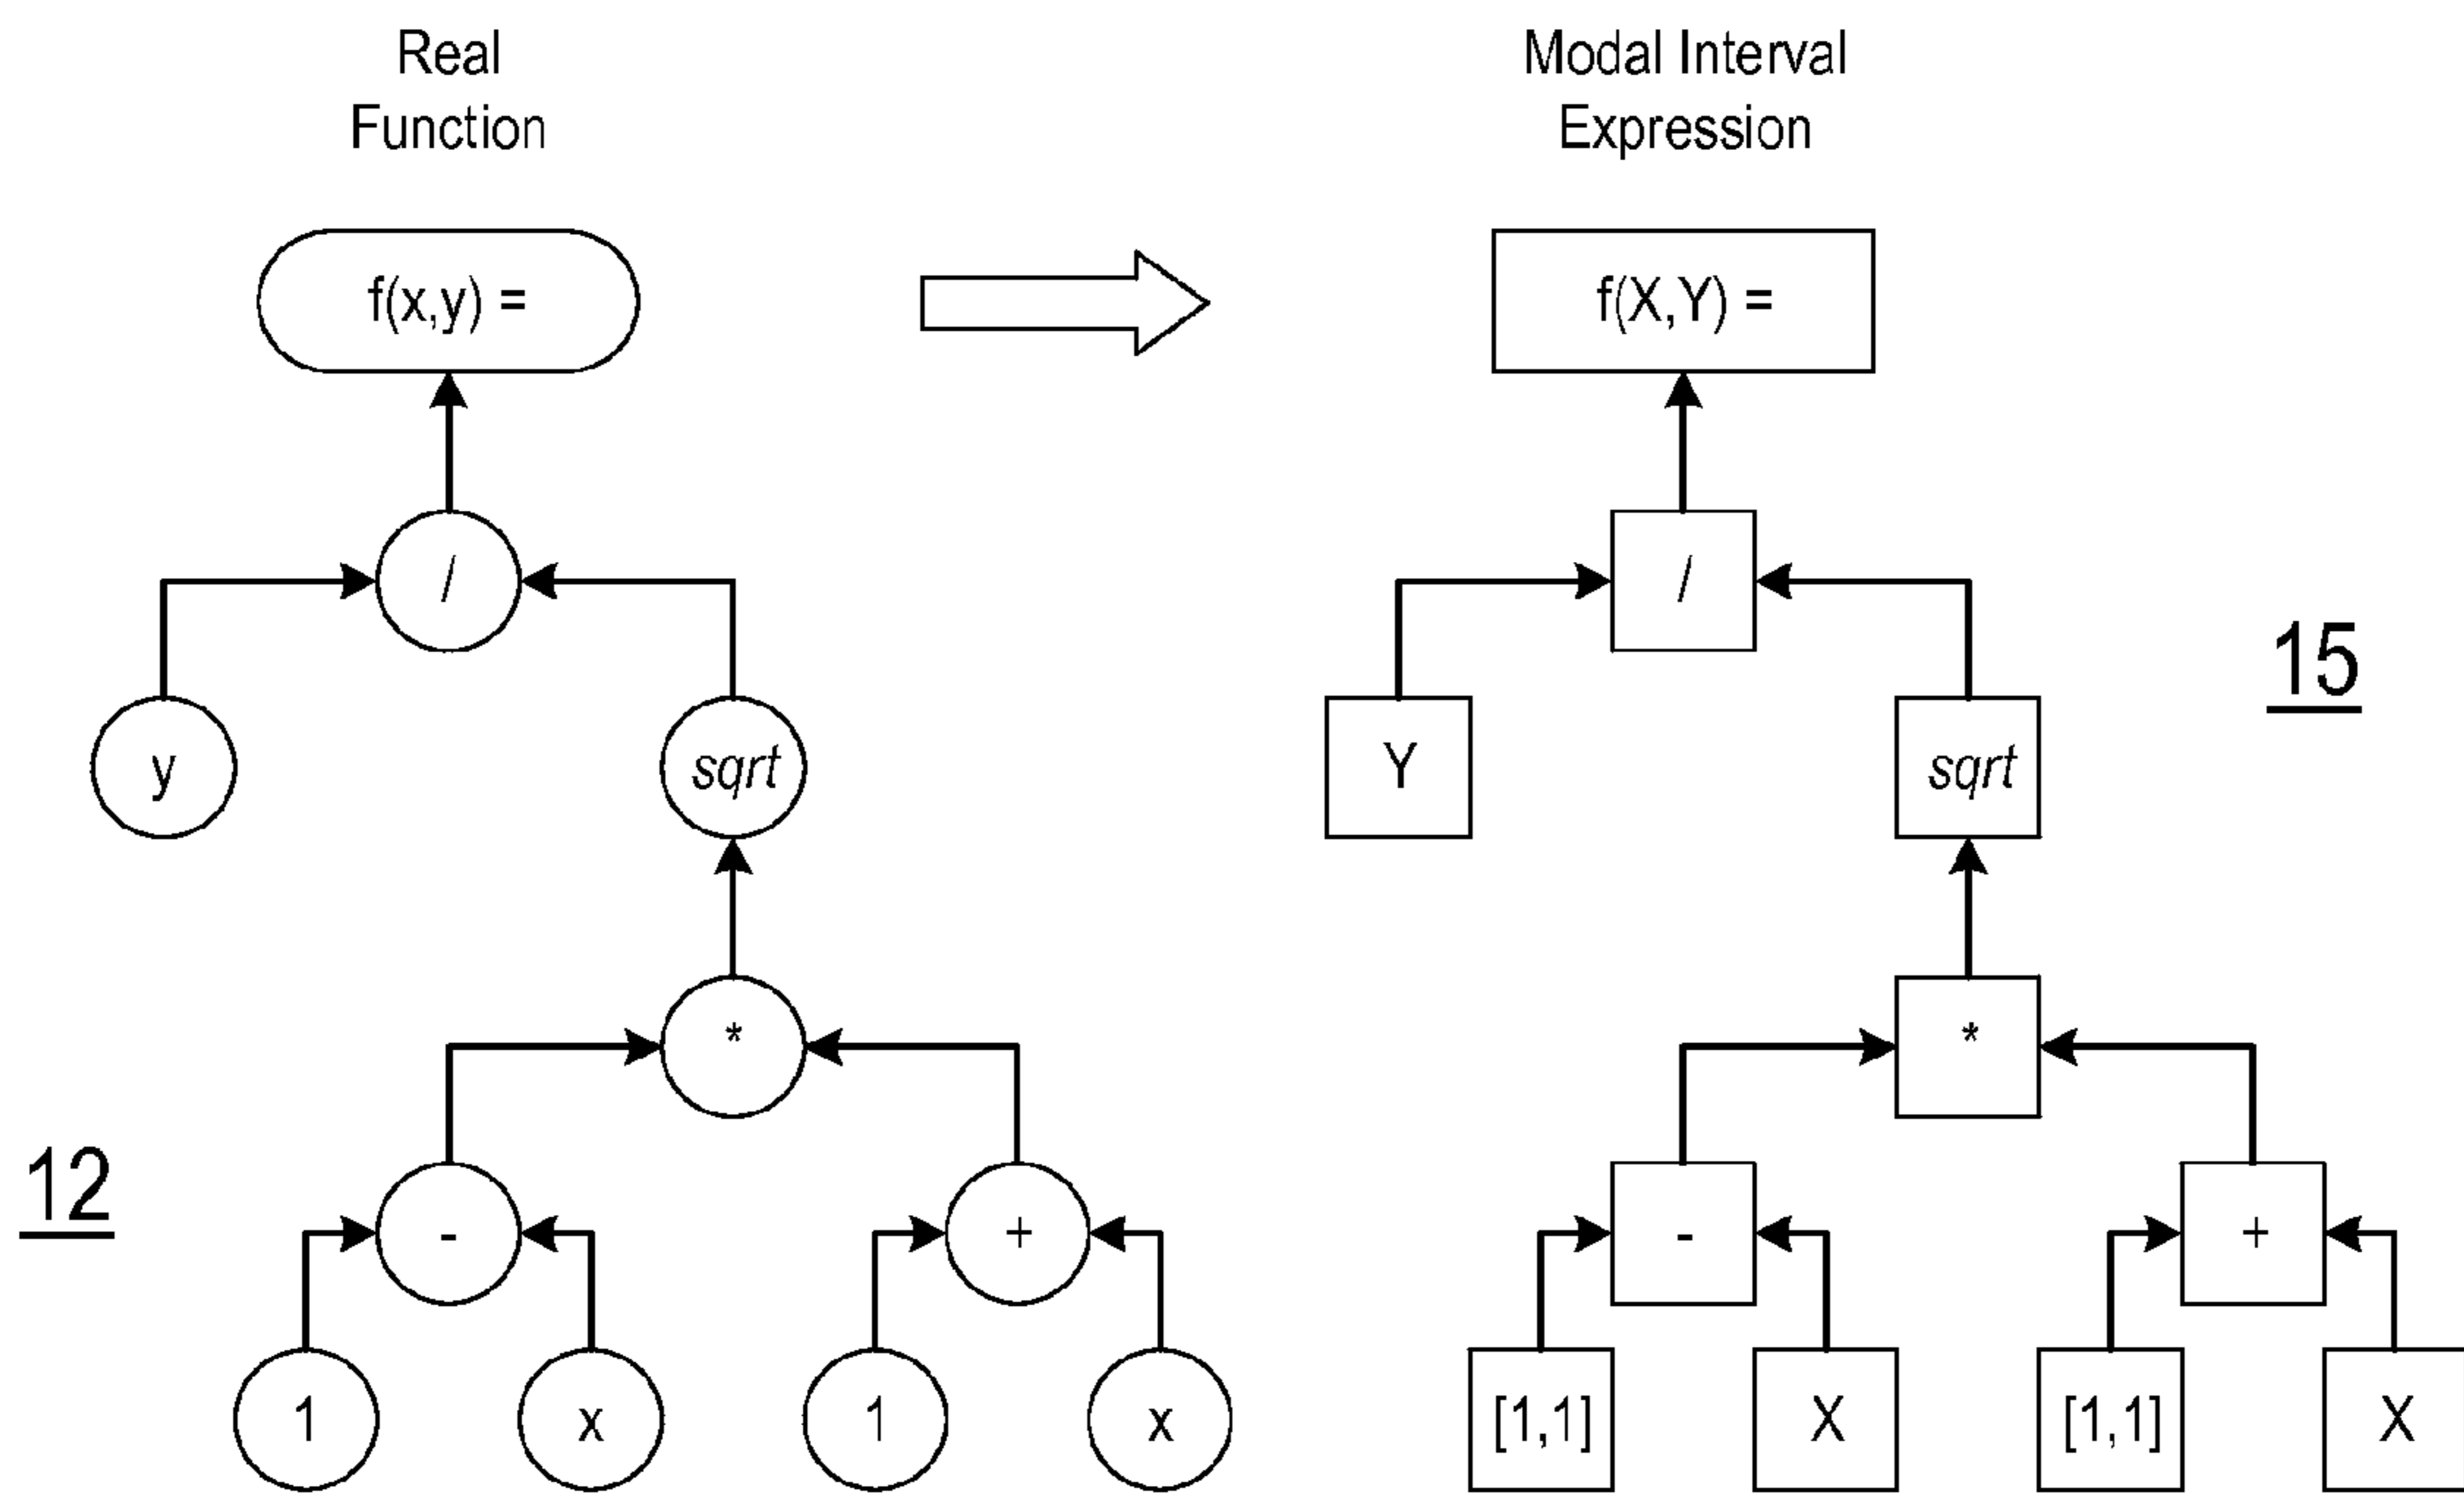 Real
Function
Modal Interval
Expression
f(x,y) =
f(X,Y) =
/
/
15
y
sqrt
Y
sqrt
*
*
12
-
+
-
+
1
x
1
x
[1,1]
X
[1,1]
X